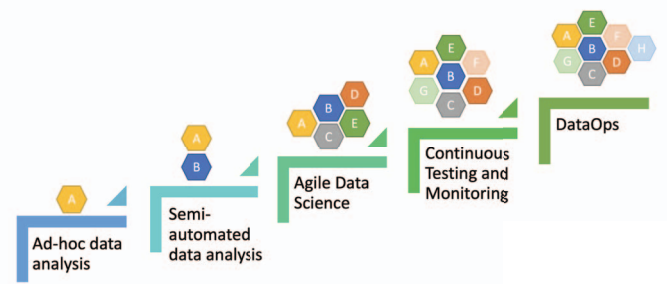 A
Ad-hoc data
analysis
A
B
Semi-
automated
data analysis
D
B
A
E
C
Agile Data
Science
E
A
F
B
G
D
C
Continuous
Testing and
Monitoring
E
A
F
B
H
G
D
C
DataOps